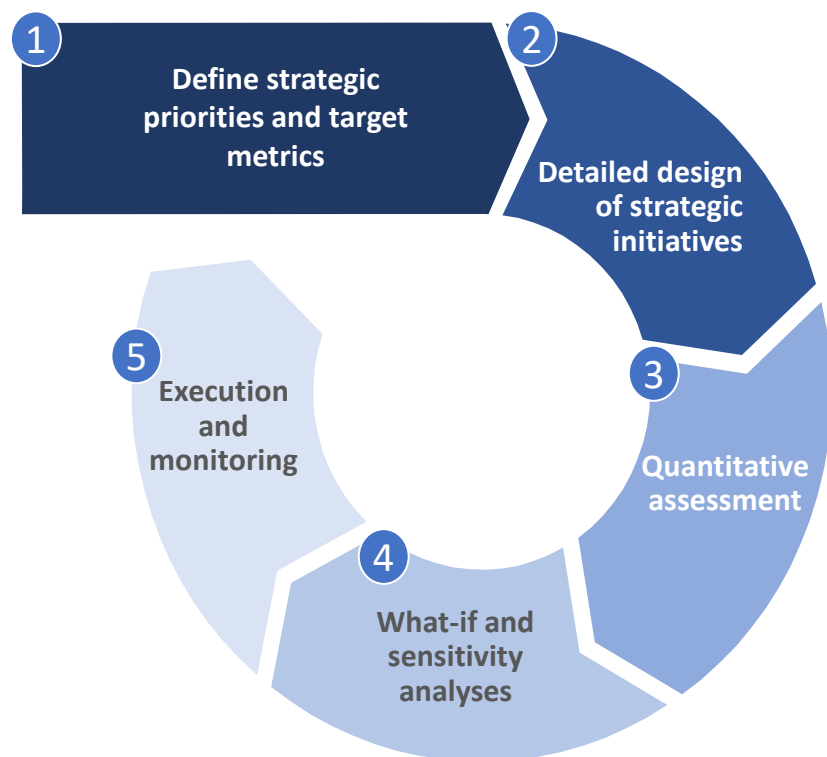 1
Define strategic
priorities and target
metrics
2
Detailed design
of strategic
initiatives
3
Quantitative
assessment
4
What-if and
sensitivity
analyses
5
Execution
and
monitoring